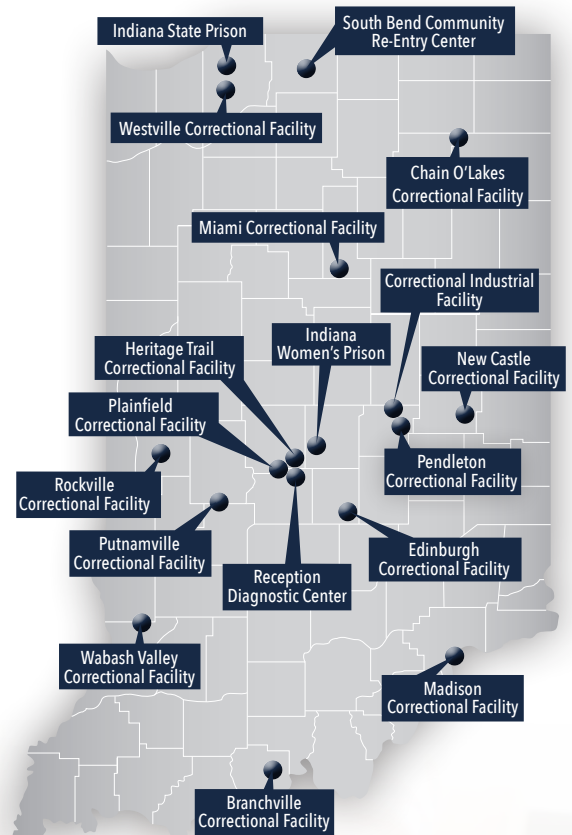 Indiana State Prison
South Bend Community
Re-Entry Center
Westville Correctional Facility
Chain O'Lakes
Correctional Facility
Miami Correctional Facility
Correctional Industrial
Facility
Heritage Trail
Correctional Facility
Indiana
Women's Prison
New Castle
Correctional Facility
Plainfield
Correctional Facility
Pendleton
Correctional Facility
Rockville
Correctional Facility
Putnamville
Correctional Facility
Edinburgh
Correctional Facility
Reception
Diagnostic Center
Wabash Valley
Correctional Facility
Madison
Correctional Facility
Branchville
Correctional Facility